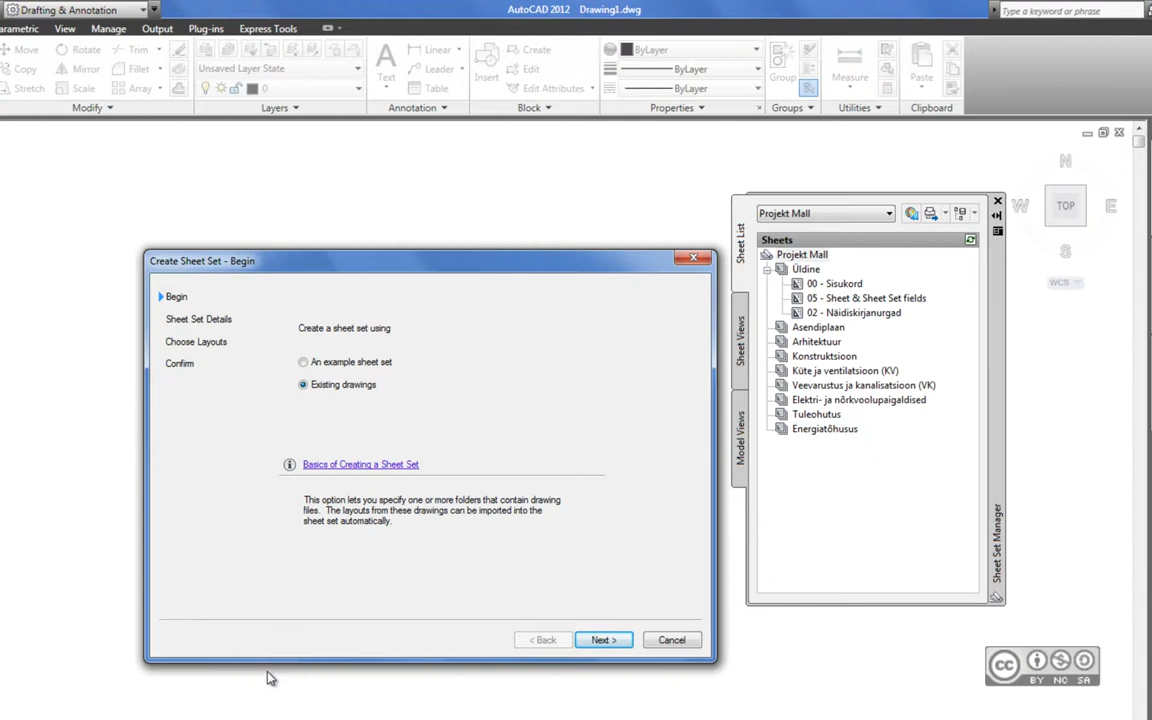 Drafting & Annotation
AutoCAD 2012 Drawing1.dwg
Type a keyword or phrase
arametric View Manage Output Plug-ins Express Tools
Move Rotate Trim
Copy Mirror Fillet
Stretch Scale Array
Modify
Unsaved Layer State
0
Layers
Text
Linear
Leader
Table
Annotation
Insert
Create
Edit
Edit Attributes
Block
ByLayer
ByLayer
ByLayer
Properties
Group
Groups
Measure
Utilities
Paste
Clipboard
N
W TOP E
S
WCS
Create Sheet Set - Begin
Begin
Sheet Set Details
Choose Layouts
Confirm
Create a sheet set using
An example sheet set
Existing drawings
Basics of Creating a Sheet Set
This option lets you specify one or more folders that contain drawing
files. The layouts from these drawings can be imported into the
sheet set automatically.
< Back Next > Cancel
Projekt Mall
Sheet List
Sheet Views
Model Views
Sheets
Projekt Mall
Üldine
00 - Sisukord
05 - Sheet & Sheet Set fields
02 - Näidiskirjanurgad
Asendiplaan
Arhitektuur
Konstruktsioon
Küte ja ventilatsioon (KV)
Veevarustus ja kanalisatsioon (VK)
Elektri- ja nõrkvoolupaigaldised
Tuleohutus
Energiatõhusus
Sheet Set Manager
cc
BY NC SA